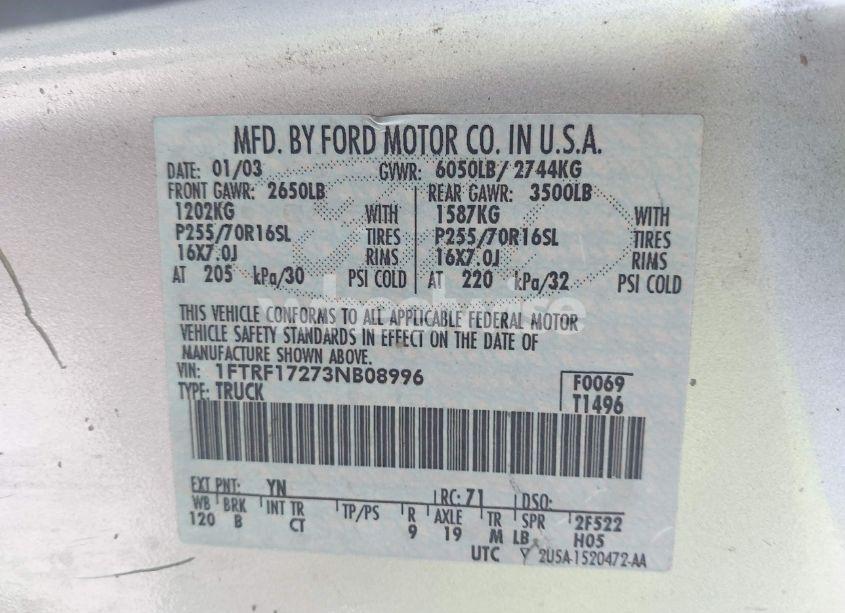 MFD. BY FORD MOTOR CO. IN U.S.A.
DATE: 01/03 GVWR: 6050LB/ 2744KG
FRONT GAWR: 2650LB REAR GAWR: 3500LB
1202KG WITH 1587KG WITH
P255/70R16SL TIRES P255/70R16SL TIRES
16X7.0J RIMS 16X7.0J RIMS
AT 205 kPa/30 PSI COLD AT 220 kPa/32 PSI COLD
THIS VEHICLE CONFORMS TO ALL APPLICABLE FEDERAL MOTOR
VEHICLE SAFETY STANDARDS IN EFFECT ON THE DATE OF
MANUFACTURE SHOWN ABOVE.
VIN: 1FTRF17273NB08996 F0069
TYPE: TRUCK T1496
EXT PNT: YN RC: 71 DSO:
WB BRK INT TR TP/PS R AXLE TR SPR 2F522
120 B CT 9 19 M LB H05
UTC 2U5A-1520472-AA